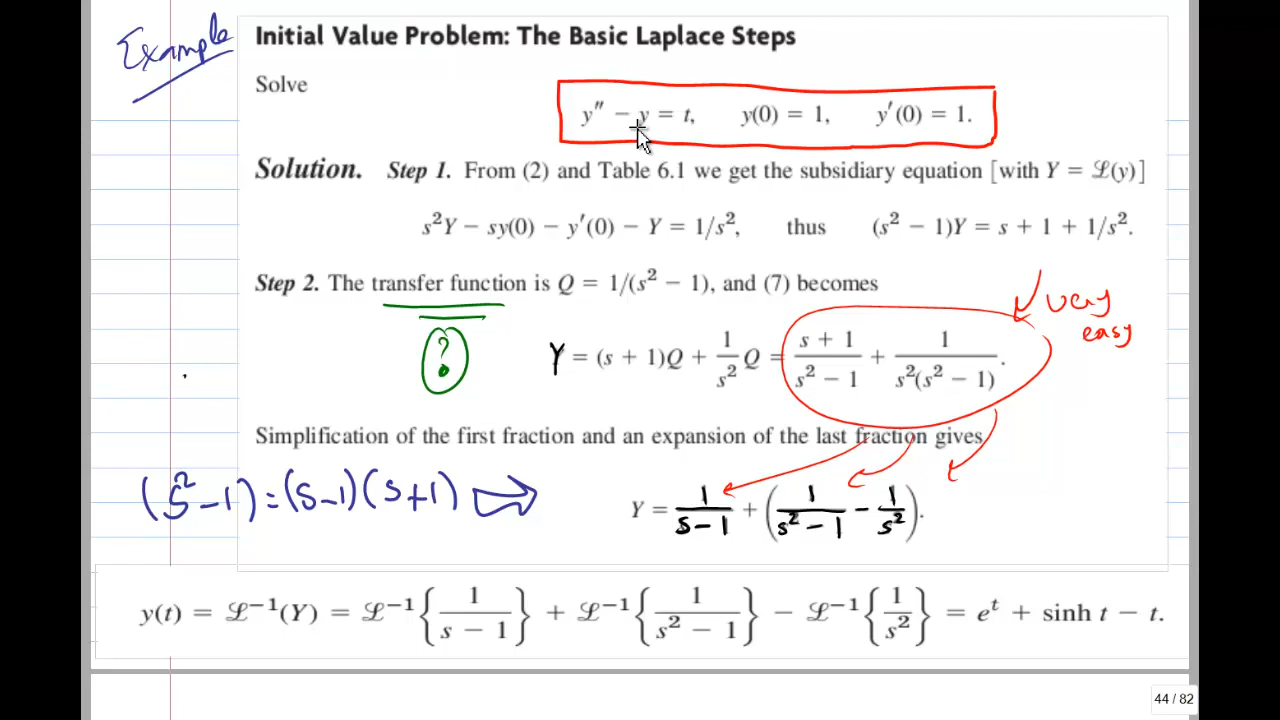 Example
Initial Value Problem: The Basic Laplace Steps
Solve
y″ − y = t,    y(0) = 1,    y′(0) = 1.
Solution. Step 1. From (2) and Table 6.1 we get the subsidiary equation [with Y = ℒ(y)]
s²Y − sy(0) − y′(0) − Y = 1/s²,    thus    (s² − 1)Y = s + 1 + 1/s².
Step 2. The transfer function is Q = 1/(s² − 1), and (7) becomes
very
easy
?
Y = (s + 1)Q + 1/s² Q = (s + 1)/(s² − 1) + 1/(s²(s² − 1)).
Simplification of the first fraction and an expansion of the last fraction gives
(s²−1)=(s−1)(s+1) ⇒
Y = 1/(s−1) + (1/(s²−1) − 1/s²).
y(t) = ℒ⁻¹(Y) = ℒ⁻¹{1/(s − 1)} + ℒ⁻¹{1/(s² − 1)} − ℒ⁻¹{1/s²} = eᵗ + sinh t − t.
44 / 82